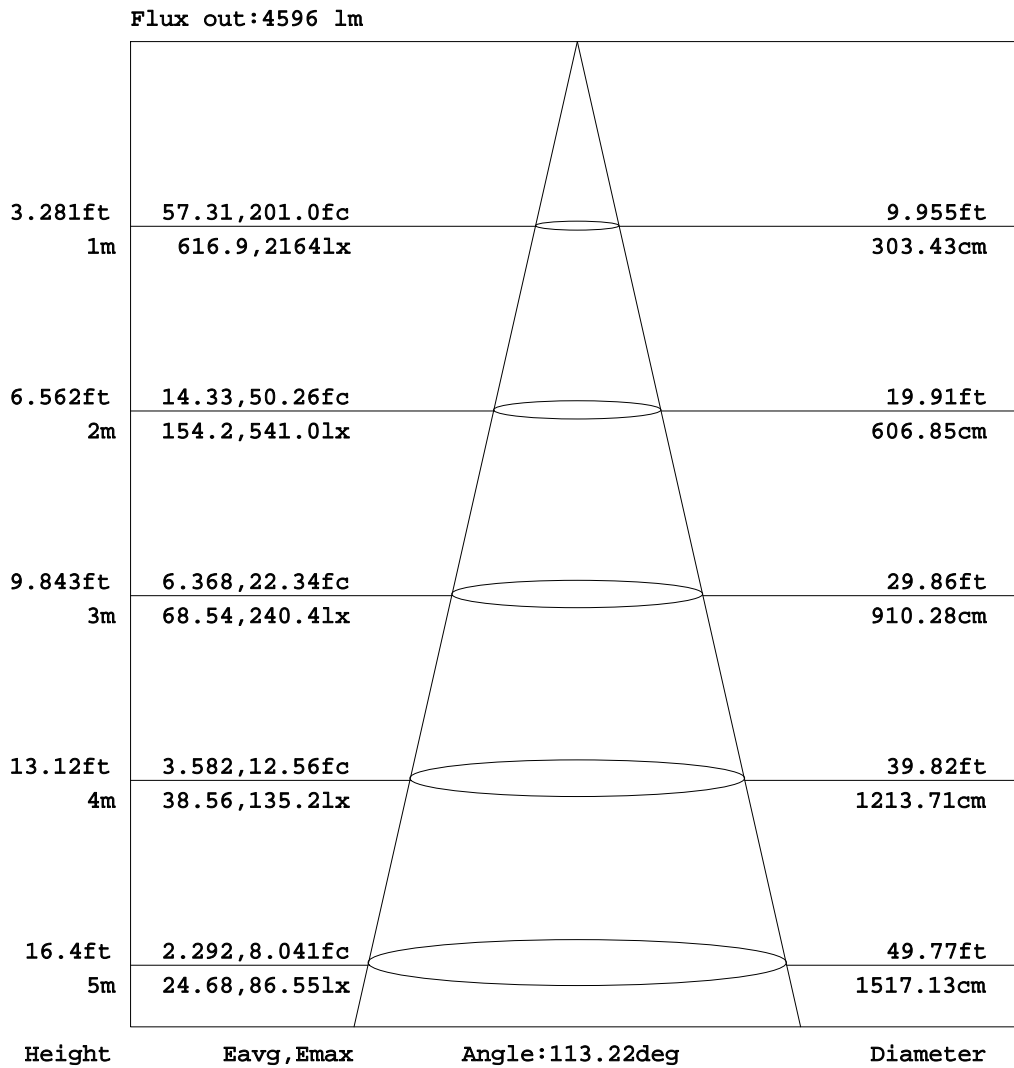 Flux out:4596 lm
3.281ft 57.31,201.0fc 9.955ft
1m 616.9,2164lx 303.43cm
6.562ft 14.33,50.26fc 19.91ft
2m 154.2,541.0lx 606.85cm
9.843ft 6.368,22.34fc 29.86ft
3m 68.54,240.4lx 910.28cm
13.12ft 3.582,12.56fc 39.82ft
4m 38.56,135.2lx 1213.71cm
16.4ft 2.292,8.041fc 49.77ft
5m 24.68,86.55lx 1517.13cm
Height Eavg,Emax Angle:113.22deg Diameter